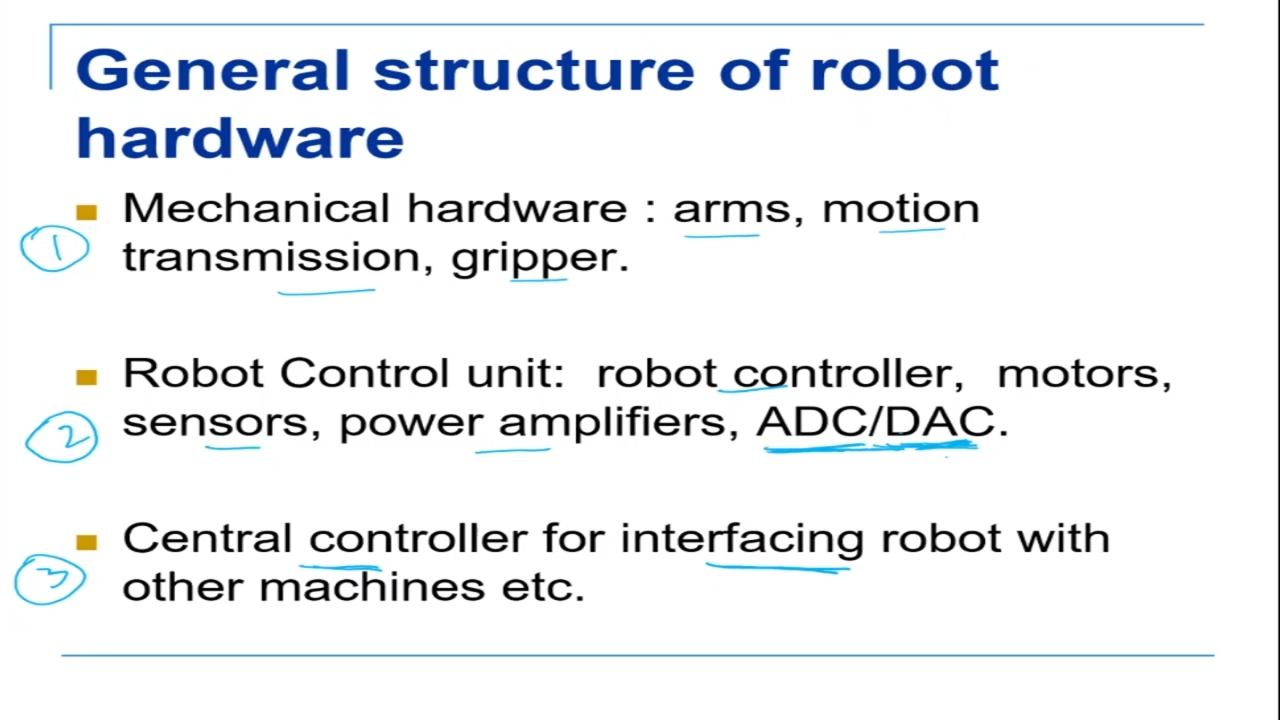 General structure of robot
hardware
Mechanical hardware : arms, motion
1
transmission, gripper.
Robot Control unit: robot controller, motors,
2
sensors, power amplifiers, ADC/DAC.
Central controller for interfacing robot with
3
other machines etc.